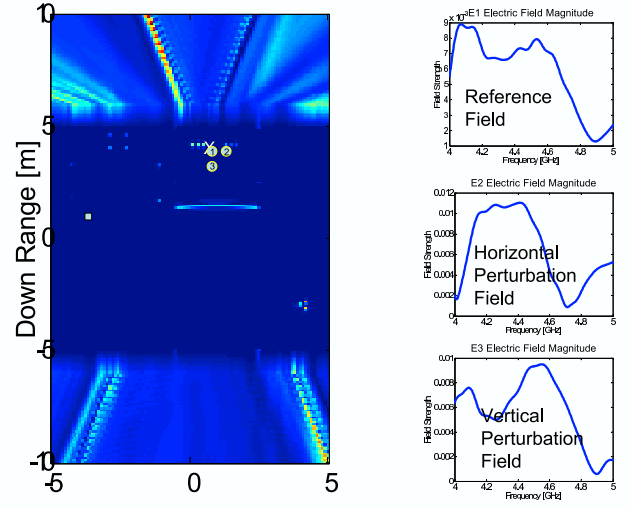 10
5
0
-5
-10
-5
0
5
Down Range [m]
X
1
2
3
9 x 10⁻³ E1 Electric Field Magnitude
8
7
6
5
4
3
2
1
Field Strength
Reference
Field
4 4.2 4.4 4.6 4.8 5
Frequency [GHz]
E2 Electric Field Magnitude
0.012
0.01
0.008
0.006
0.004
0.002
0
Field Strength
Horizontal
Perturbation
Field
4 4.2 4.4 4.6 4.8 5
Frequency [GHz]
E3 Electric Field Magnitude
0.01
0.008
0.006
0.004
0.002
0
Field Strength
Vertical
Perturbation
Field
4 4.2 4.4 4.6 4.8 5
Frequency [GHz]